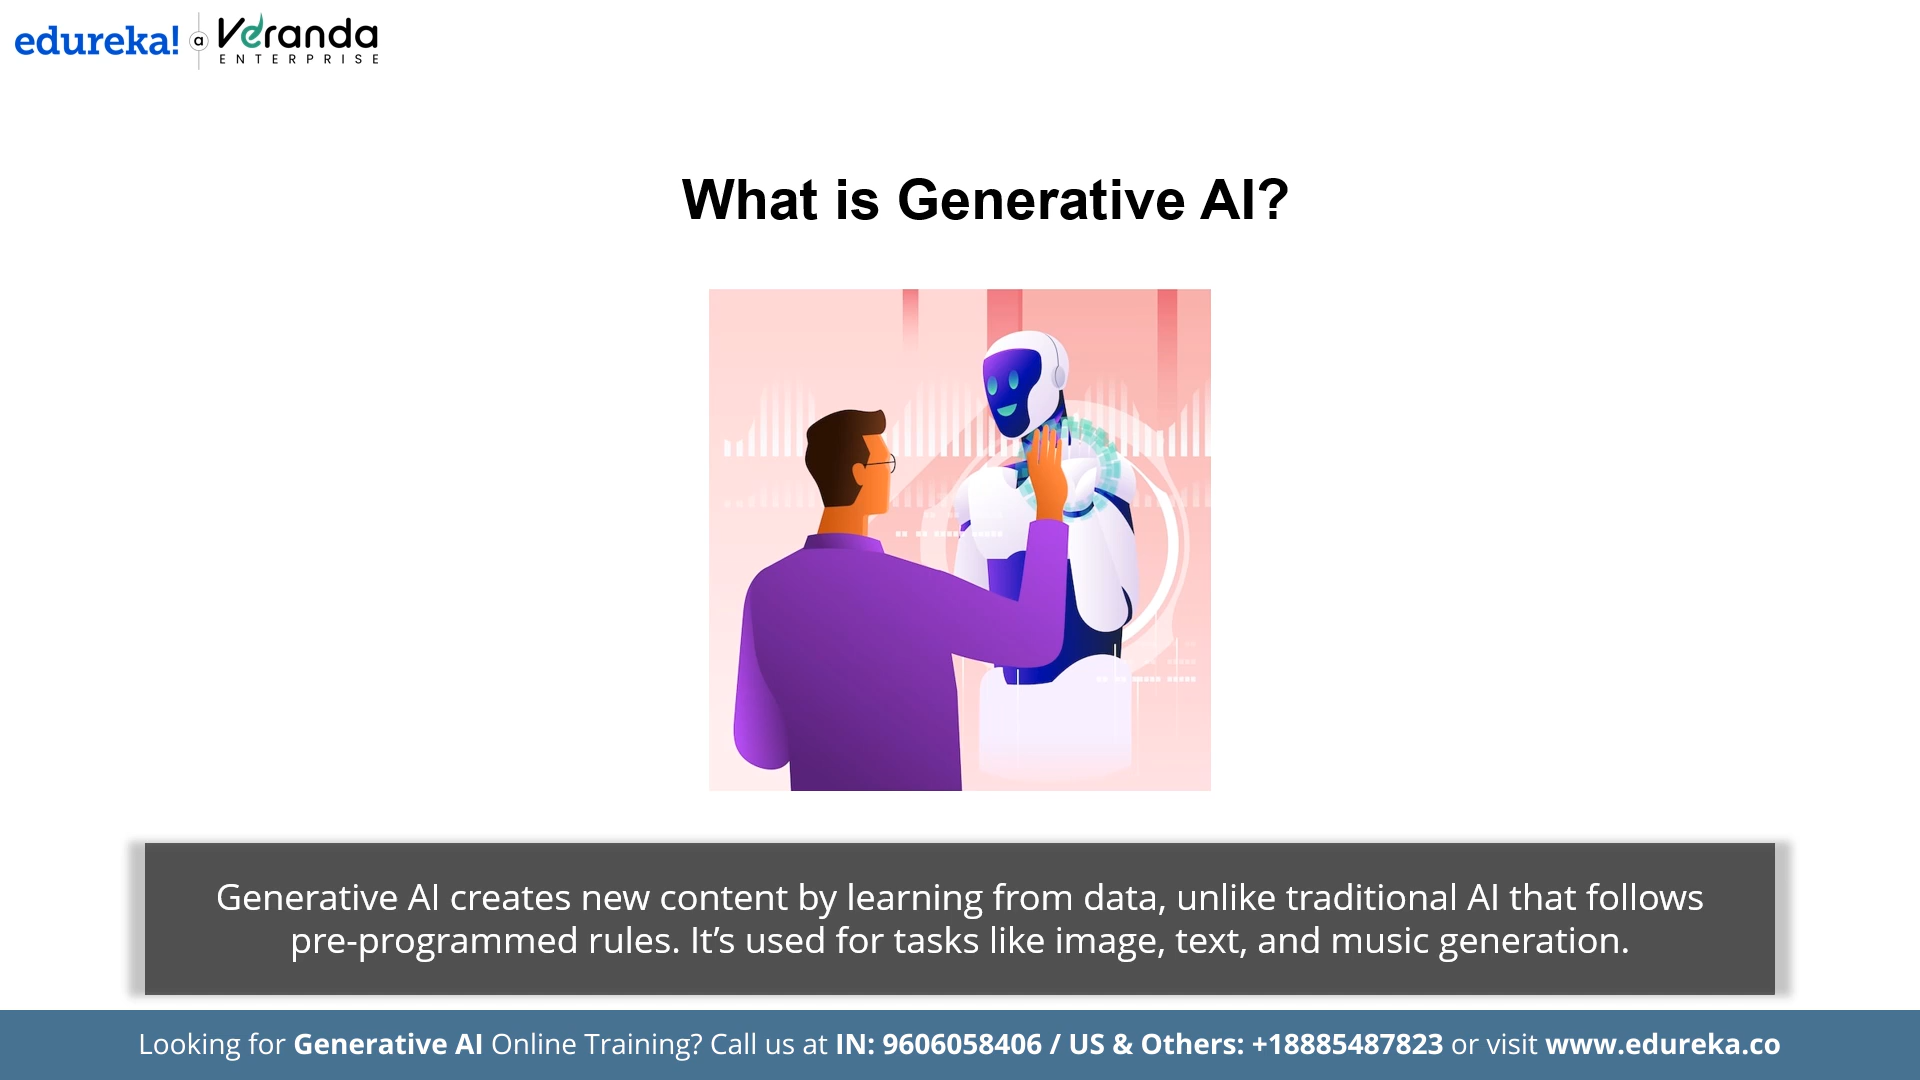 edureka! a Veranda
ENTERPRISE
What is Generative AI?
Generative AI creates new content by learning from data, unlike traditional AI that follows
pre-programmed rules. It’s used for tasks like image, text, and music generation.
Looking for Generative AI Online Training? Call us at IN: 9606058406 / US & Others: +18885487823 or visit www.edureka.co